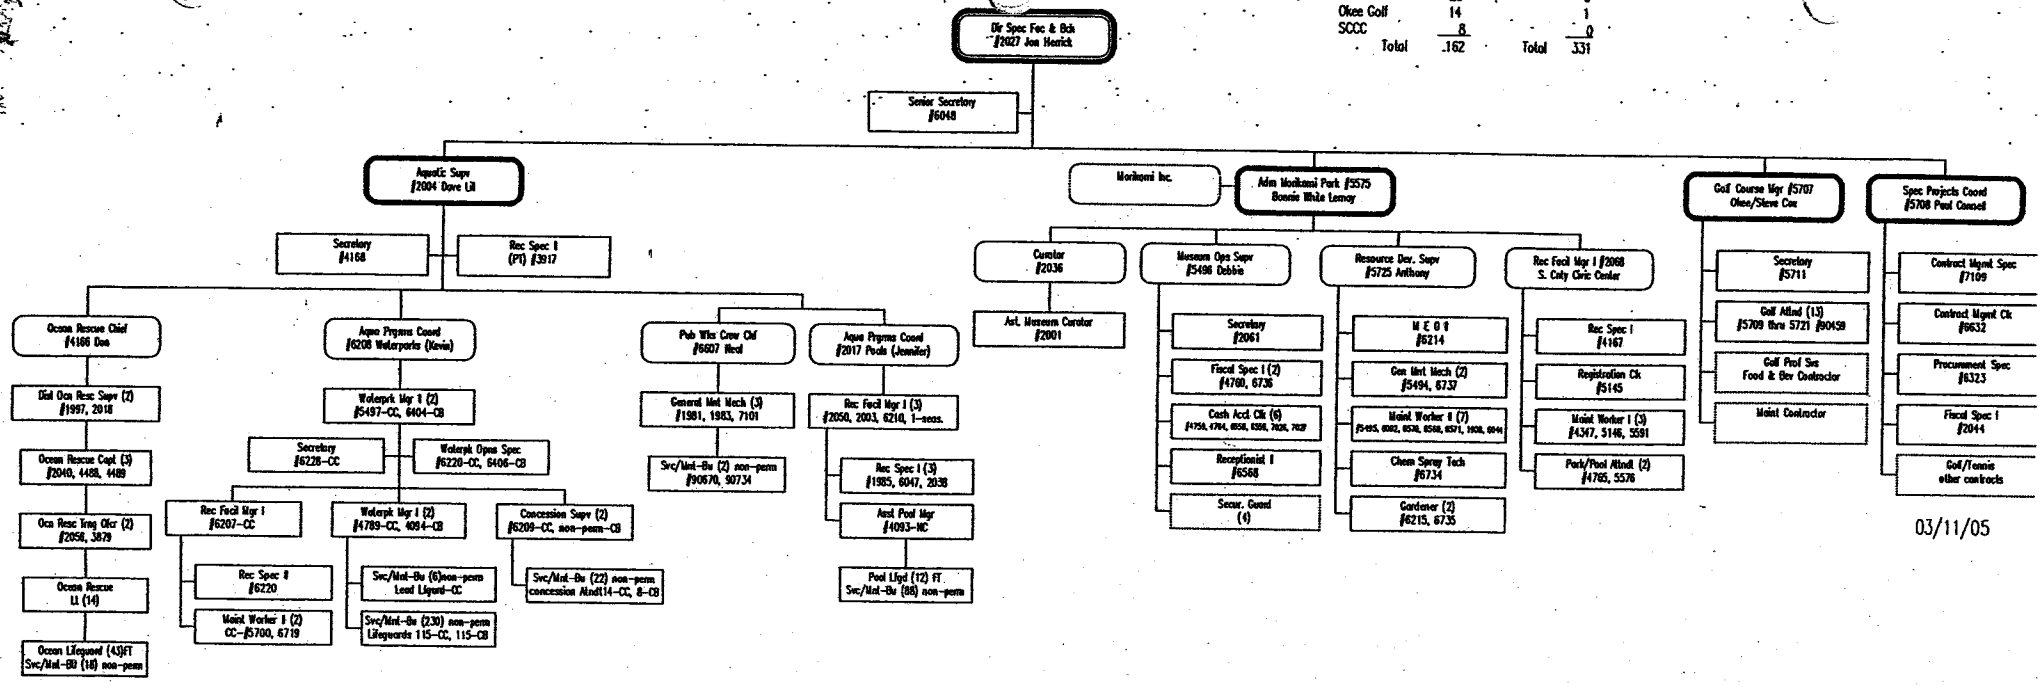 Okee Golf 14 1
SCCC 8 0
Total 162 Total 331
Dir Spec Fac & Bch
#2027 Jon Herrick
Senior Secretary
#6048
Aquatic Supv
#2004 Dave Lill
Morikami Inc.
Adm Morikami Park #5575
Bonnie White Lemay
Golf Course Mgr #5707
Okee/Steve Cox
Spec Projects Coord
#5708 Paul Connell
Secretary
#4168
Rec Spec I
(PT) #3917
Curator
#2036
Museum Ops Supv
#5496 Debbie
Resource Dev. Supv
#5725 Anthony
Rec Facil Mgr I #2068
S. Cnty Civic Center
Secretary
#5711
Contract Mgmt Spec
#7109
Ocean Rescue Chief
#4166 Don
Aqua Prgrms Coord
#6208 Waterparks (Kevin)
Pub Wks Crew Chf
#6607 Neal
Aqua Prgrms Coord
#2017 Pools (Jennifer)
Ast. Museum Curator
#2001
Secretary
#2061
M E O II
#6214
Rec Spec I
#4167
Golf Attnd (13)
#5709 thru 5721 #90459
Contract Mgmt Clk
#6632
Fiscal Spec I (2)
#4760, 6736
Gen Mnt Mech (2)
#5494, 6737
Registration Ck
#5145
Golf Prof Svs
Food & Bev Contractor
Procurement Spec
#6323
Dist Ocn Resc Supv (2)
#1997, 2018
Waterprk Mgr II (2)
#5497-CC, 6404-CB
General Mnt Mech (3)
#1981, 1983, 7101
Rec Facil Mgr I (3)
#2050, 2003, 6210, 1-seas.
Cash Acct Clk (6)
Maint Worker II (7)
Maint Worker I (3)
#4347, 5146, 5591
Maint Contractor
Fiscal Spec I
#2044
Secretary
#6228-CC
Waterpk Opns Spec
#6220-CC, 6406-CB
Ocean Rescue Capt (3)
#2040, 4488, 4489
Svc/Mnt-Bu (2) non-perm
#90670, 90734
Rec Spec I (3)
#1985, 6047, 2038
Receptionist II
#6568
Chem Spray Tech
#6734
Park/Pool Attndt (2)
#4765, 5576
Golf/Tennis
other contracts
Rec Facil Mgr I
#6207-CC
Waterpk Mgr I (2)
#4789-CC, 4094-CB
Concession Supv (2)
#6209-CC, non-perm-CB
Asst Pool Mgr
#4093-NC
Secur. Guard
(4)
Gardener (2)
#6215, 6735
Ocn Resc Trng Ofcr (2)
#2056, 3879
03/11/05
Rec Spec II
#6220
Svc/Mnt-Bu (6)non-perm
Lead Lfguard-CC
Svc/Mnt-Bu (22) non-perm
concession Atndt14-CC, 8-CB
Pool Lfgd (12) FT
Svc/Mnt-Bu (88) non-perm
Ocean Rescue
Lt (14)
Maint Worker II (2)
CC-#5700, 6719
Svc/Mnt-Bu (230) non-perm
Lifeguards 115-CC, 115-CB
Ocean Lifeguard (43)FT
Svc/Mnt-BU (18) non-perm